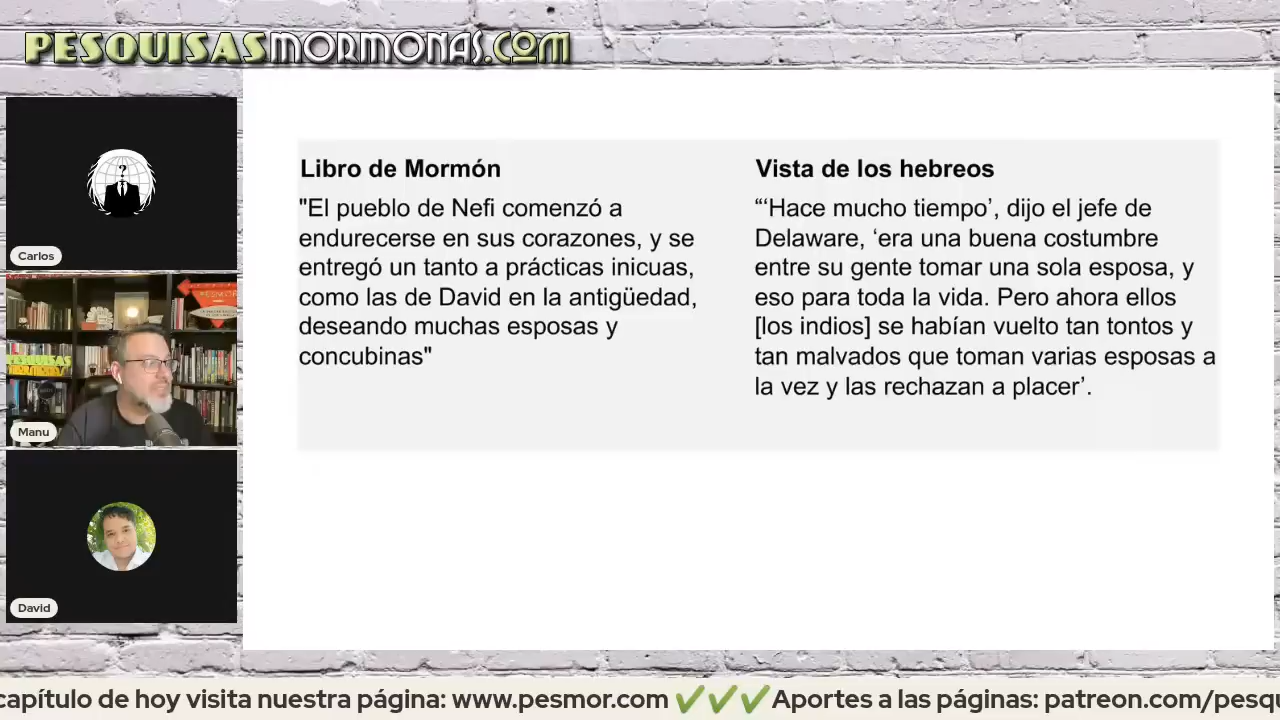 PESQUISASMORMONAS.COM
Carlos
Manu
David
Libro de Mormón
"El pueblo de Nefi comenzó a
endurecerse en sus corazones, y se
entregó un tanto a prácticas inicuas,
como las de David en la antigüedad,
deseando muchas esposas y
concubinas"
Vista de los hebreos
“‘Hace mucho tiempo’, dijo el jefe de
Delaware, ‘era una buena costumbre
entre su gente tomar una sola esposa, y
eso para toda la vida. Pero ahora ellos
[los indios] se habían vuelto tan tontos y
tan malvados que toman varias esposas a
la vez y las rechazan a placer’.
capítulo de hoy visita nuestra página: www.pesmor.com ✔✔✔ Aportes a las páginas: patreon.com/pesqu